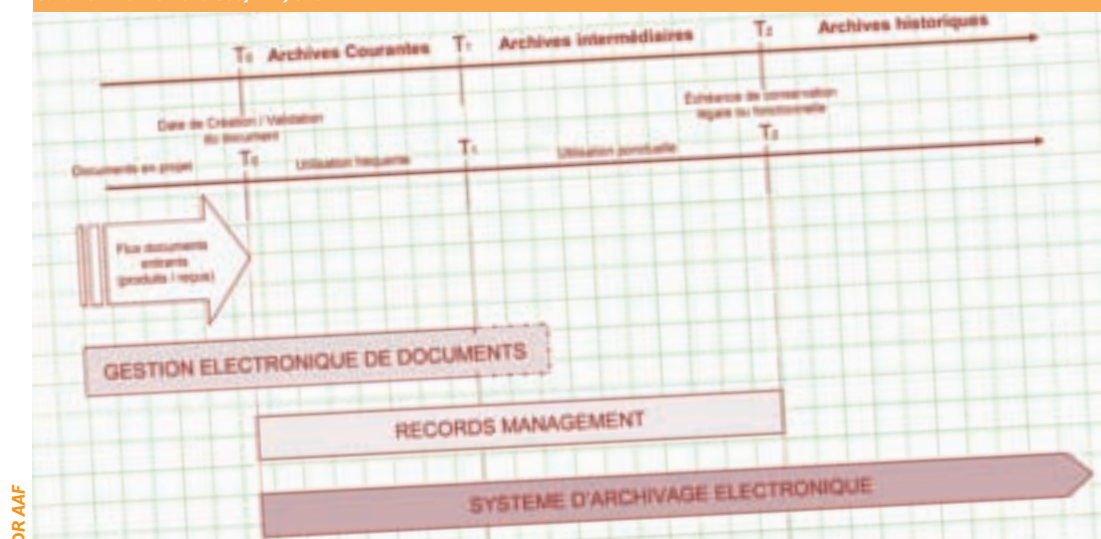 T₀ Archives Courantes T₁ Archives intermédiaires T₂ Archives historiques
Date de Création / Validation
du document
Échéance de conservation
légale ou fonctionnelle
Documents en projet T₀ Utilisation fréquente T₁ Utilisation ponctuelle T₂
Flux documents
entrants
(produits / reçus)
GESTION ELECTRONIQUE DE DOCUMENTS
RECORDS MANAGEMENT
SYSTEME D'ARCHIVAGE ELECTRONIQUE
OR AAF